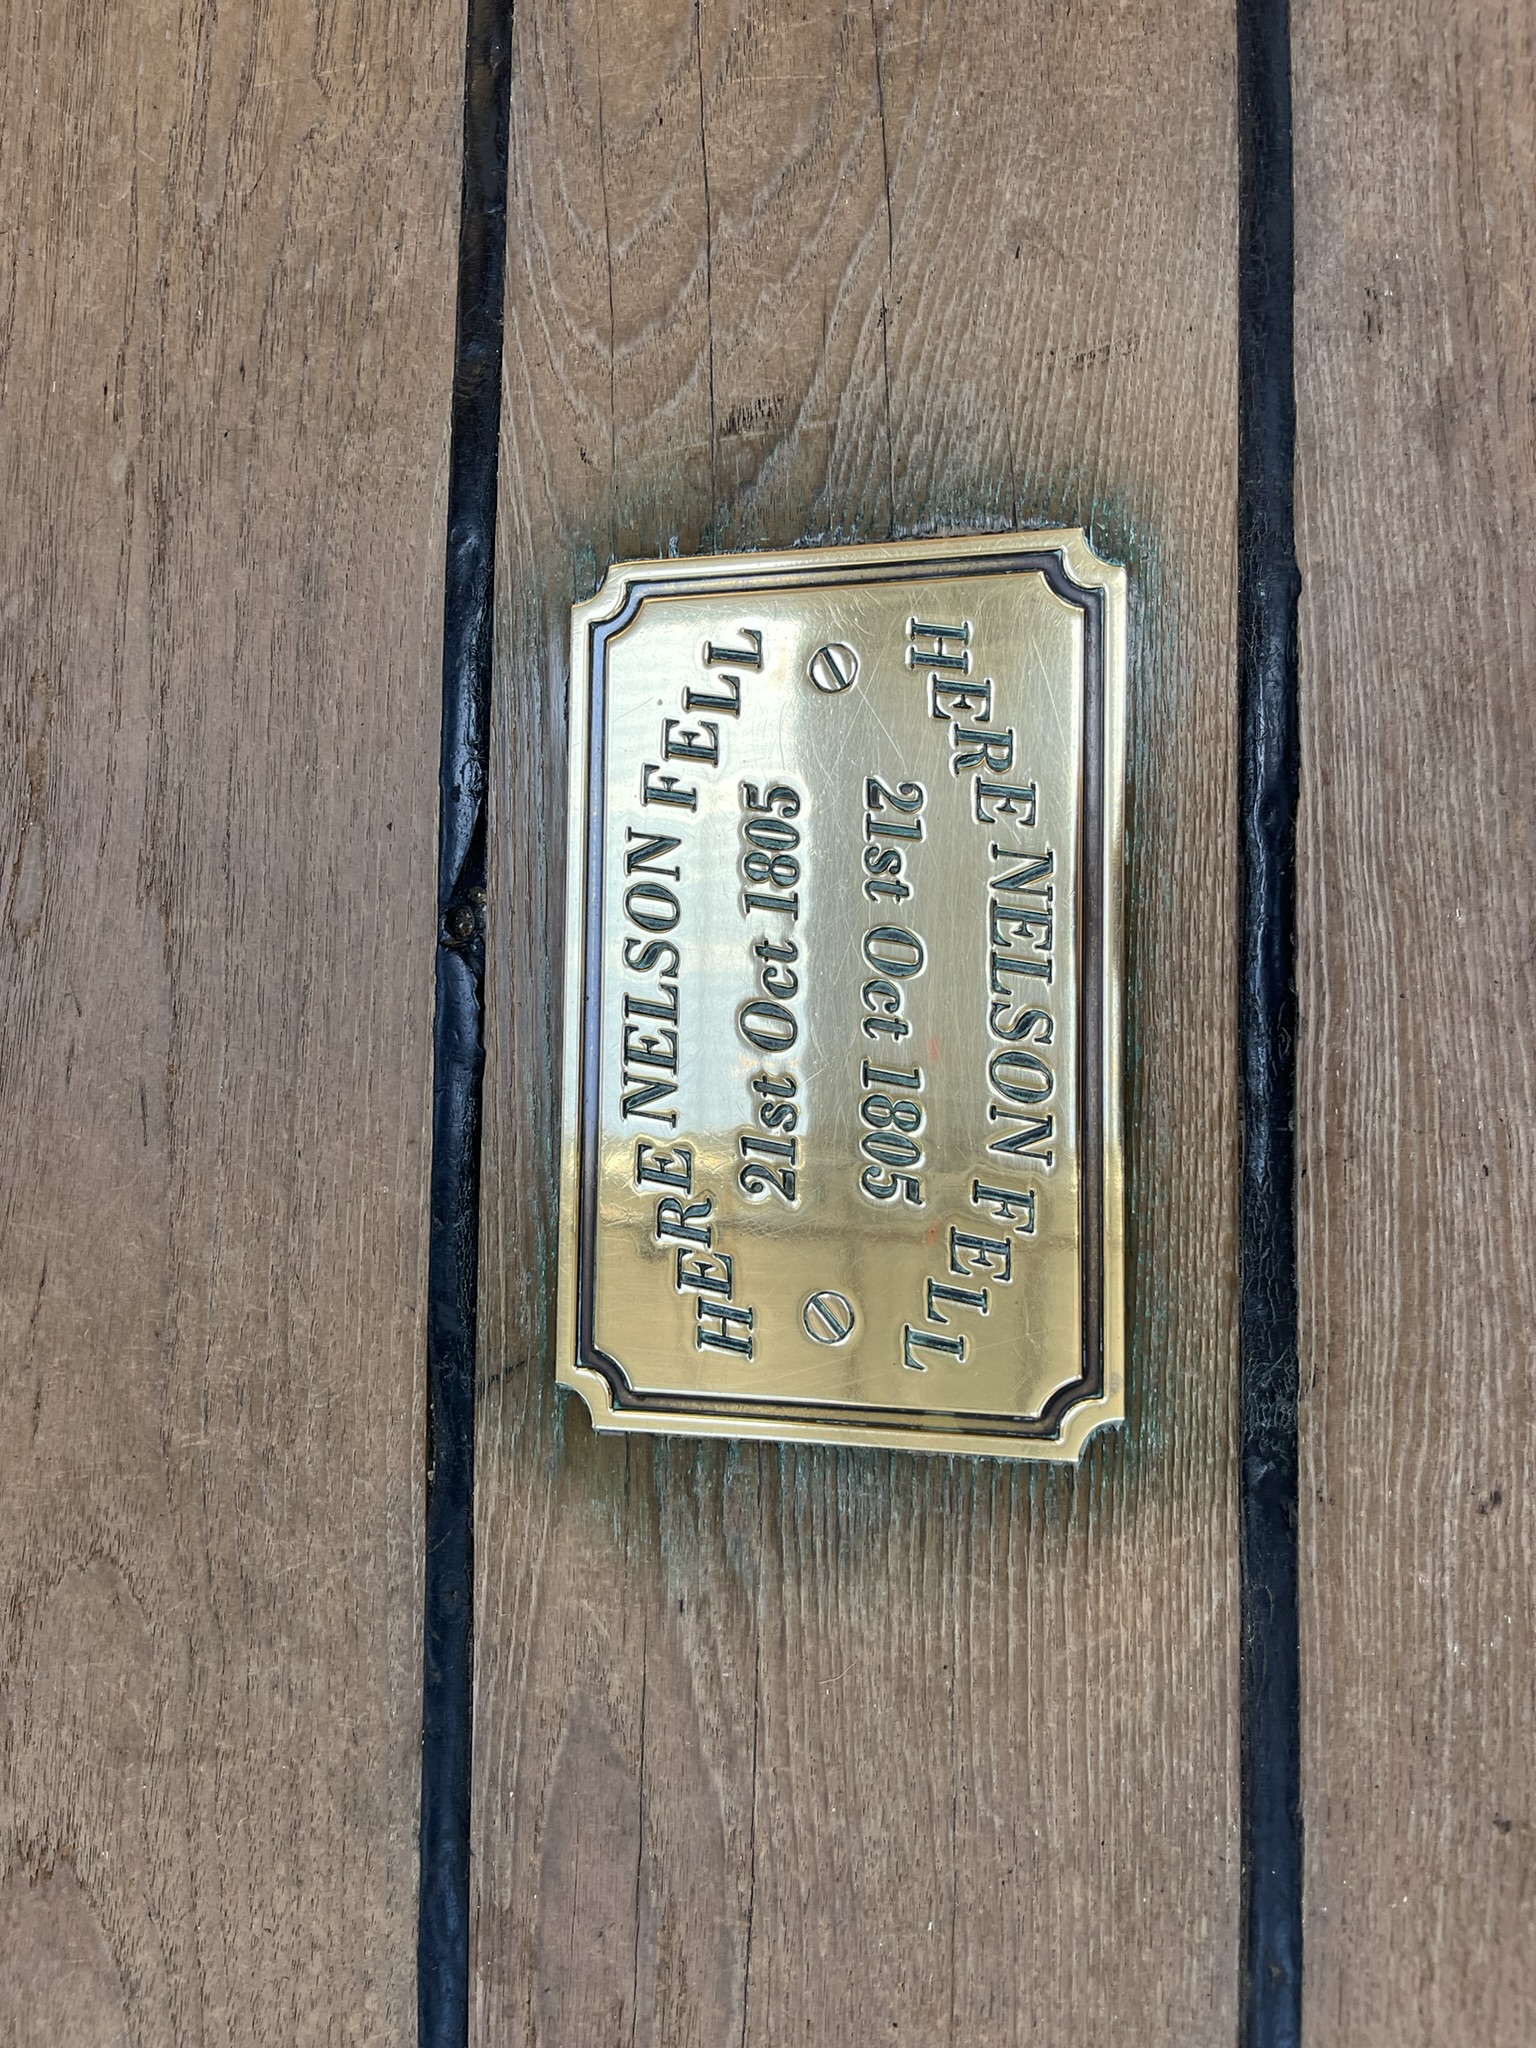 HERE NELSON FELL
21st Oct 1805
HERE NELSON FELL
21st Oct 1805